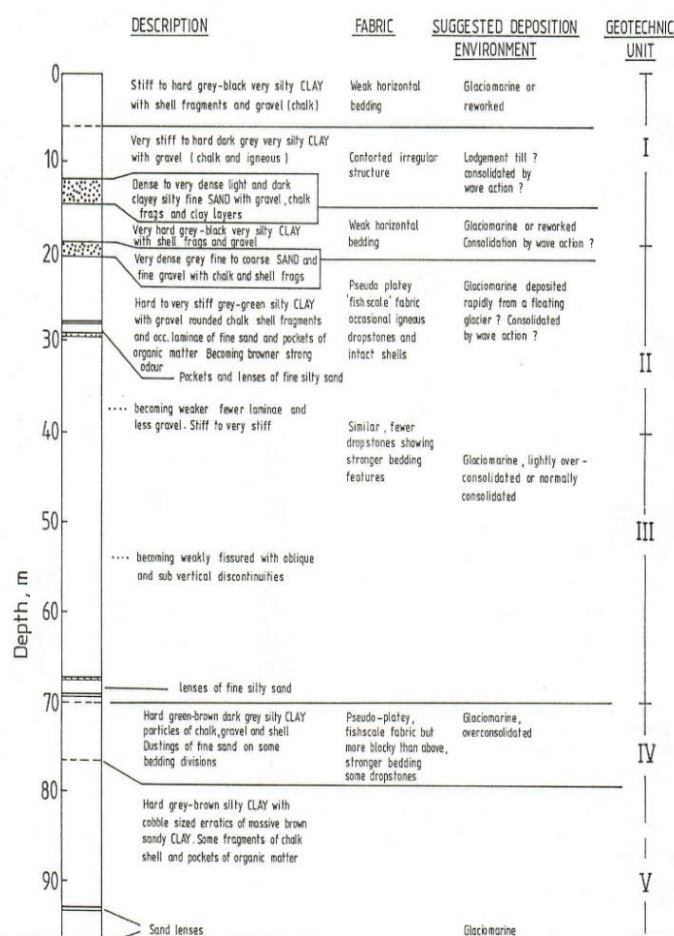 DESCRIPTION FABRIC SUGGESTED DEPOSITION GEOTECHNIC
ENVIRONMENT UNIT
0
Stiff to hard grey-black very silty CLAY
with shell fragments and gravel (chalk)
Weak horizontal
bedding
Glaciomarine or
reworked
Very stiff to hard dark grey very silty CLAY
with gravel (chalk and igneous)
Contorted irregular
structure
Lodgement till ?
consolidated by
wave action ?
I
10
Dense to very dense light and dark
clayey silty fine SAND with gravel, chalk
frags and clay layers
Very hard grey-black very silty CLAY
with shell frags and gravel
Weak horizontal
bedding
Glaciomarine or reworked
Consolidation by wave action ?
20
Very dense grey fine to coarse SAND and
fine gravel with chalk and shell frags
Hard to very stiff grey-green silty CLAY
with gravel rounded chalk shell fragments
and occ. laminae of fine sand and pockets of
organic matter Becoming browner strong
odour
Pseudo platey
'fishscale' fabric
occasional igneous
dropstones and
intact shells
Glaciomarine deposited
rapidly from a floating
glacier ? Consolidated
by wave action ?
30
II
Pockets and lenses of fine silty sand
.... becoming weaker fewer laminae and
less gravel. Stiff to very stiff
40
Similar, fewer
dropstones showing
stronger bedding
features
Glaciomarine, lightly over-
consolidated or normally
consolidated
50
III
.... becoming weakly fissured with oblique
and sub vertical discontinuities
60
Depth, m
lenses of fine silty sand
70
Hard green-brown dark grey silty CLAY
particles of chalk, gravel and shell
Dustings of fine sand on some
bedding divisions
Pseudo-platey,
fishscale fabric but
more blocky than above,
stronger bedding
some dropstones
Glaciomarine,
overconsolidated
IV
80
Hard grey-brown silty CLAY with
cobble sized erratics of massive brown
sandy CLAY. Some fragments of chalk
shell and pockets of organic matter
90
V
Sand lenses
Glaciomarine